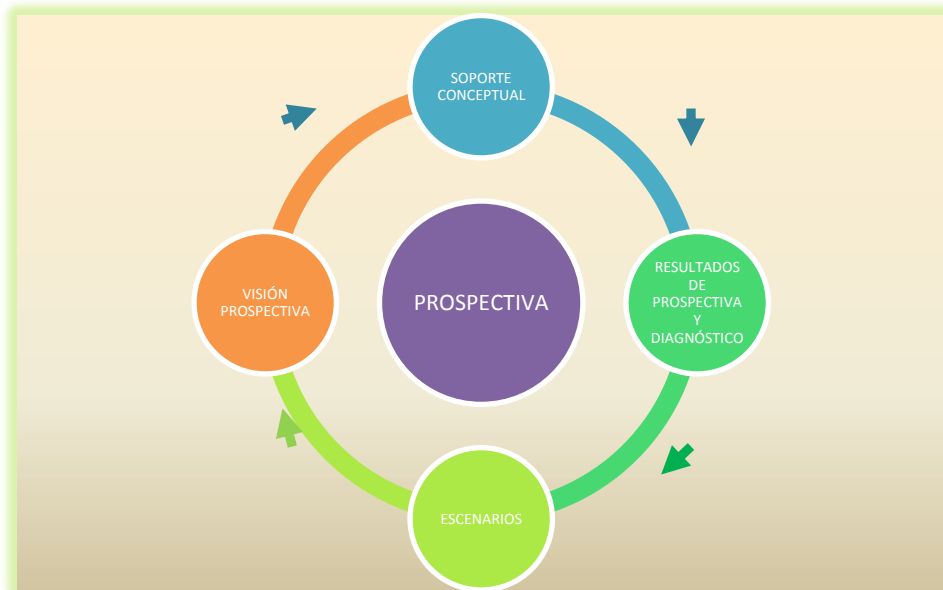 SOPORTE
CONCEPTUAL
RESULTADOS
DE
PROSPECTIVA
Y
DIAGNÓSTICO
VISIÓN
PROSPECTIVA
PROSPECTIVA
ESCENARIOS